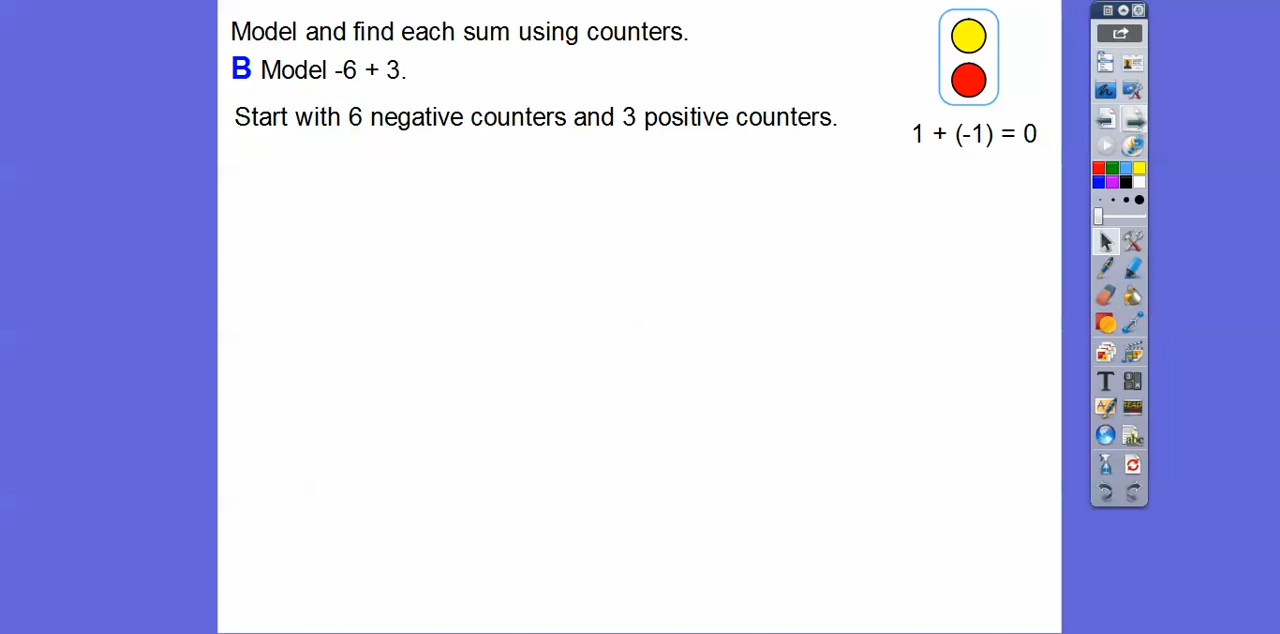 Model and find each sum using counters.
B Model -6 + 3.
Start with 6 negative counters and 3 positive counters.
1 + (-1) = 0